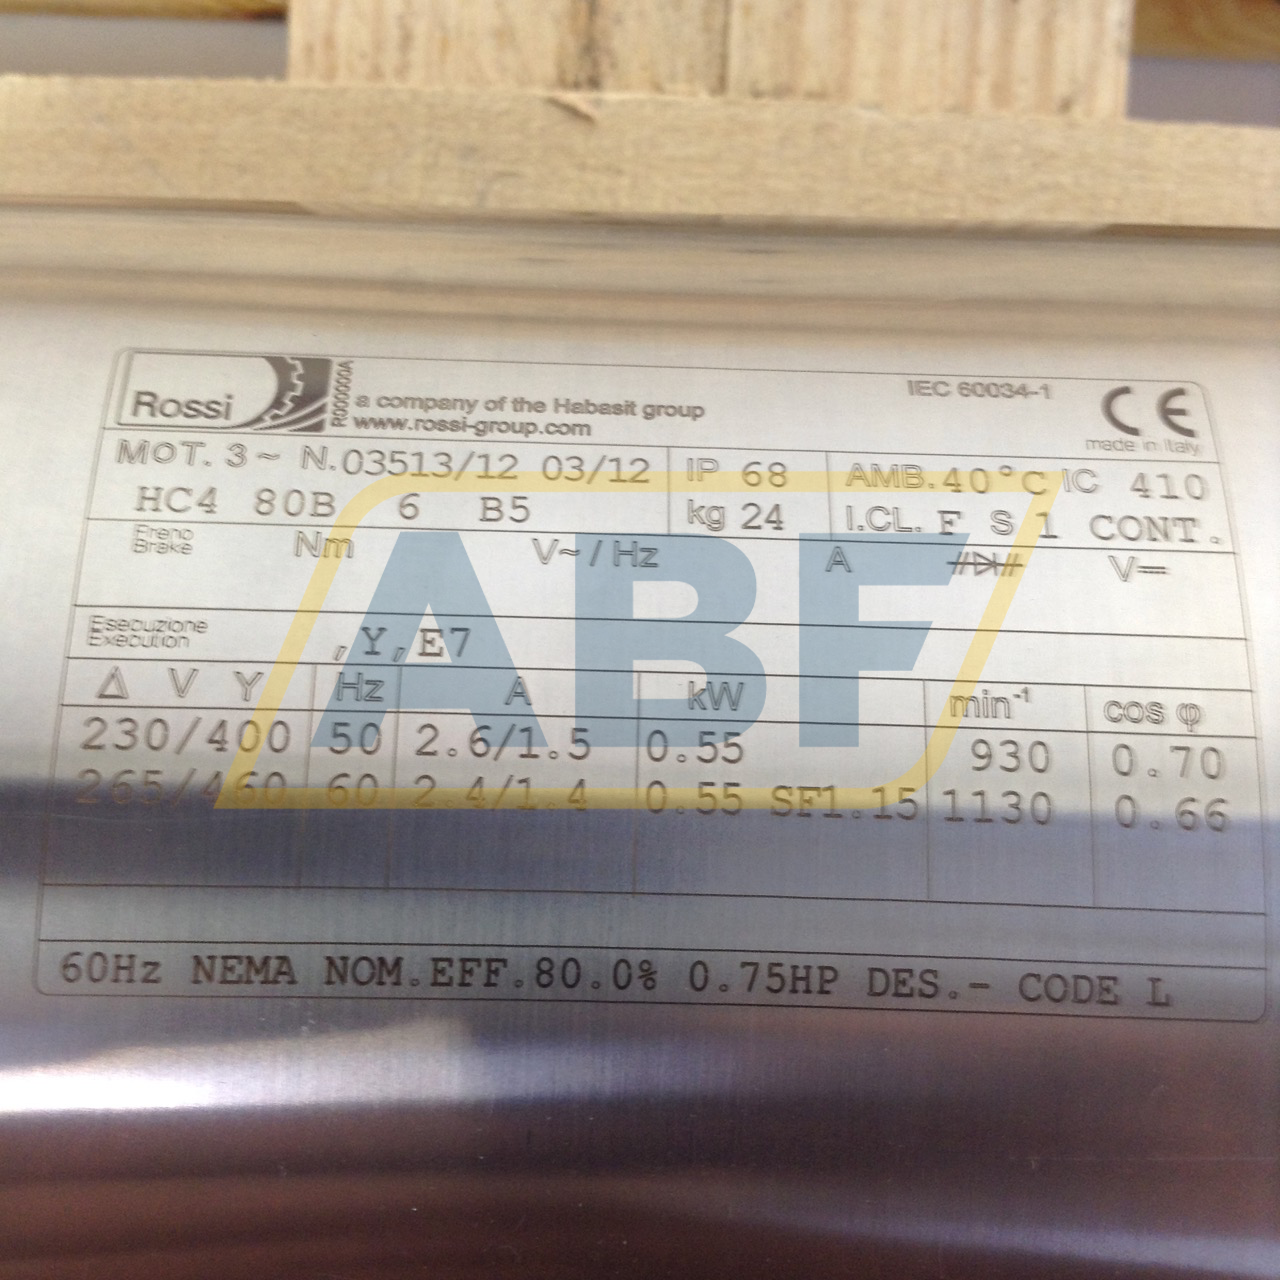 Rossi
R00000A
a company of the Habasit group
www.rossi-group.com
IEC 60034-1
CE
made in Italy
MOT. 3~ N.03513/12 03/12 IP 68 AMB.40°C IC 410
HC4 80B 6 B5 kg 24 I.CL. F S 1 CONT.
Freno
Brake Nm V~/Hz A V=
Esecuzione
Execution ,Y,E7
Δ V Y Hz A kW min-1 cos φ
230/400 50 2.6/1.5 0.55 930 0.70
265/460 60 2.4/1.4 0.55 SF1.15 1130 0.66
60Hz NEMA NOM.EFF.80.0% 0.75HP DES.- CODE L
ABF